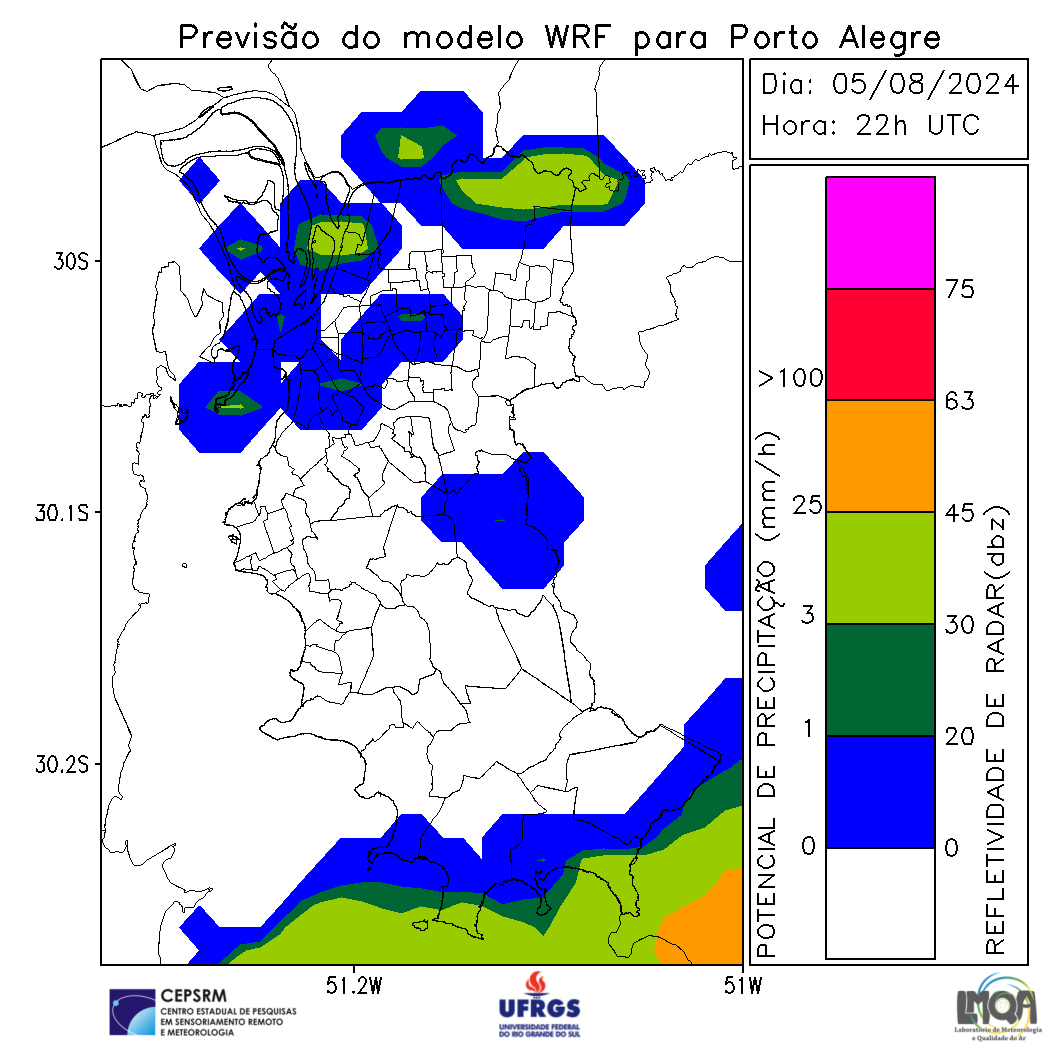 Previsão do modelo WRF para Porto Alegre
Dia: 05/08/2024
Hora: 22h UTC
30S
30.1S
30.2S
51.2W
51W
POTENCIAL DE PRECIPITAÇÃO (mm/h)
>100
25
3
1
0
75
63
45
30
20
0
REFLETIVIDADE DE RADAR(dbz)
CEPSRM
CENTRO ESTADUAL DE PESQUISAS
EM SENSORIAMENTO REMOTO
E METEOROLOGIA
UFRGS
UNIVERSIDADE FEDERAL
DO RIO GRANDE DO SUL
LMQA
Laboratório de Meteorologia
e Qualidade do Ar